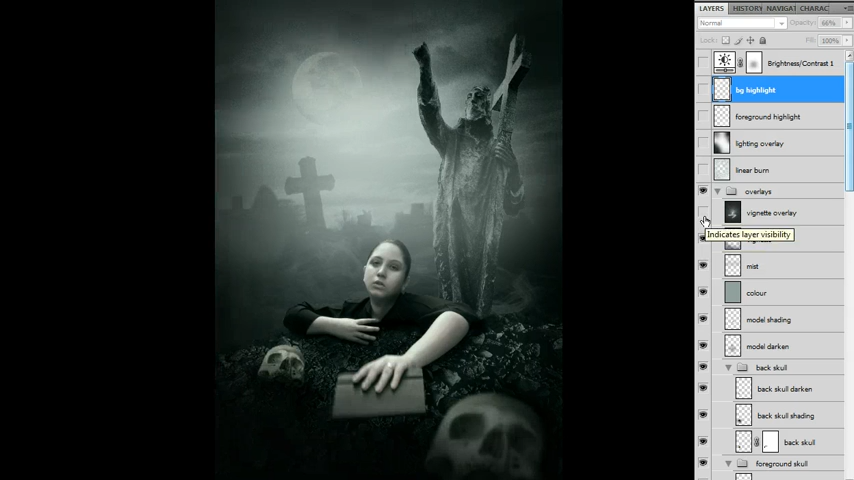 LAYERS HISTORY NAVIGAT CHARAC
Normal Opacity: 66%
Lock: Fill: 100%
Brightness/Contrast 1
bg highlight
foreground highlight
lighting overlay
linear burn
overlays
vignette overlay
Indicates layer visibility
mist
colour
model shading
model darken
back skull
back skull darken
back skull shading
back skull
foreground skull